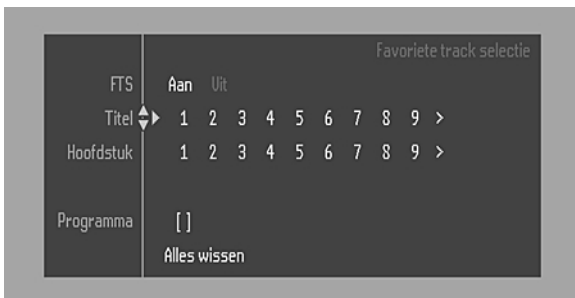 Favoriete track selectie
FTS Aan Uit
Titel 1 2 3 4 5 6 7 8 9 >
Hoofdstuk 1 2 3 4 5 6 7 8 9 >
Programma [ ]
Alles wissen